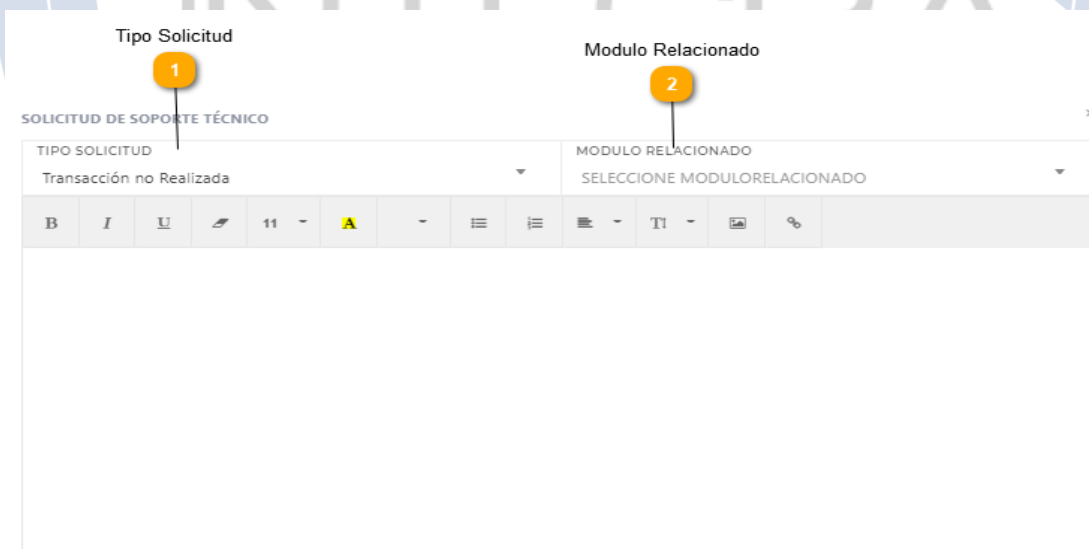 Tipo Solicitud
Modulo Relacionado
1
2
SOLICITUD DE SOPORTE TÉCNICO
TIPO SOLICITUD
MODULO RELACIONADO
Transacción no Realizada
SELECCIONE MODULORELACIONADO
B I U 11 A T